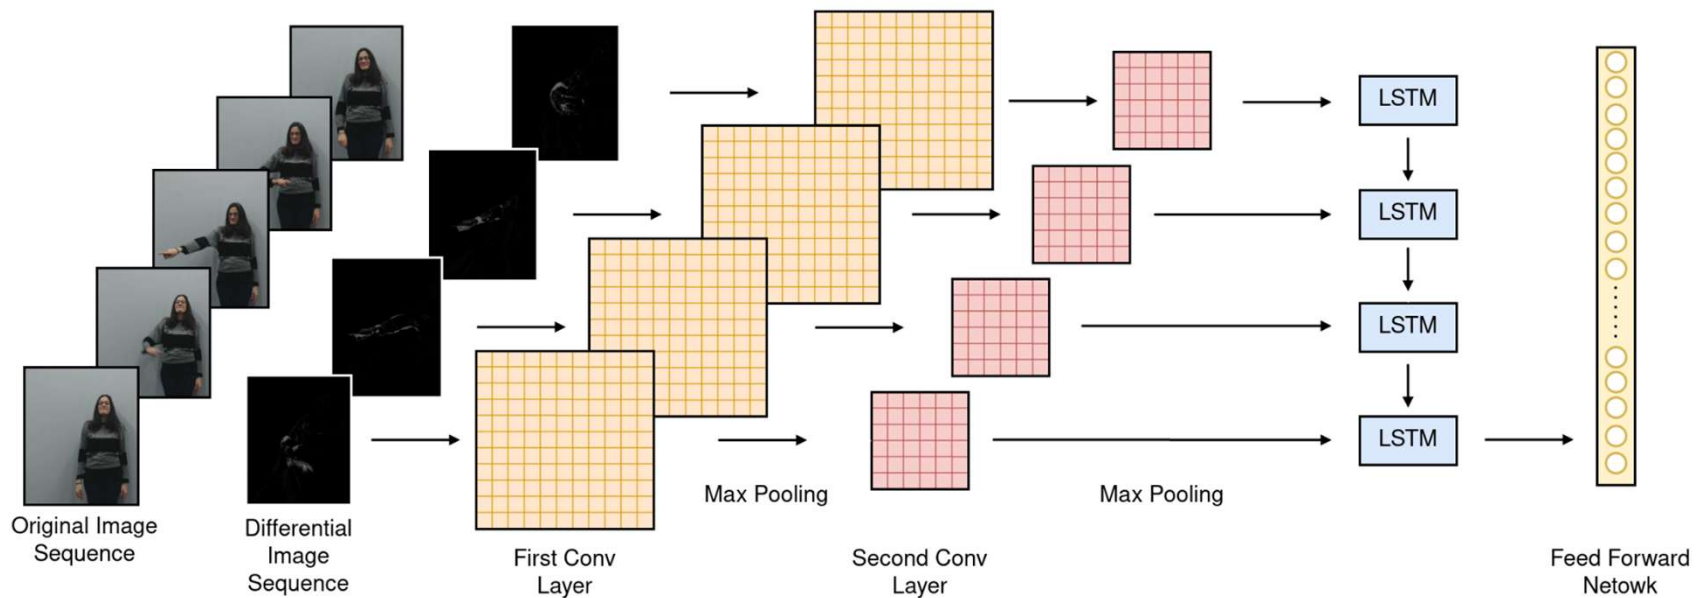 LSTM
LSTM
LSTM
LSTM
Max Pooling
Max Pooling
Original Image
Sequence
Differential
Image
Sequence
First Conv
Layer
Second Conv
Layer
Feed Forward
Netowk